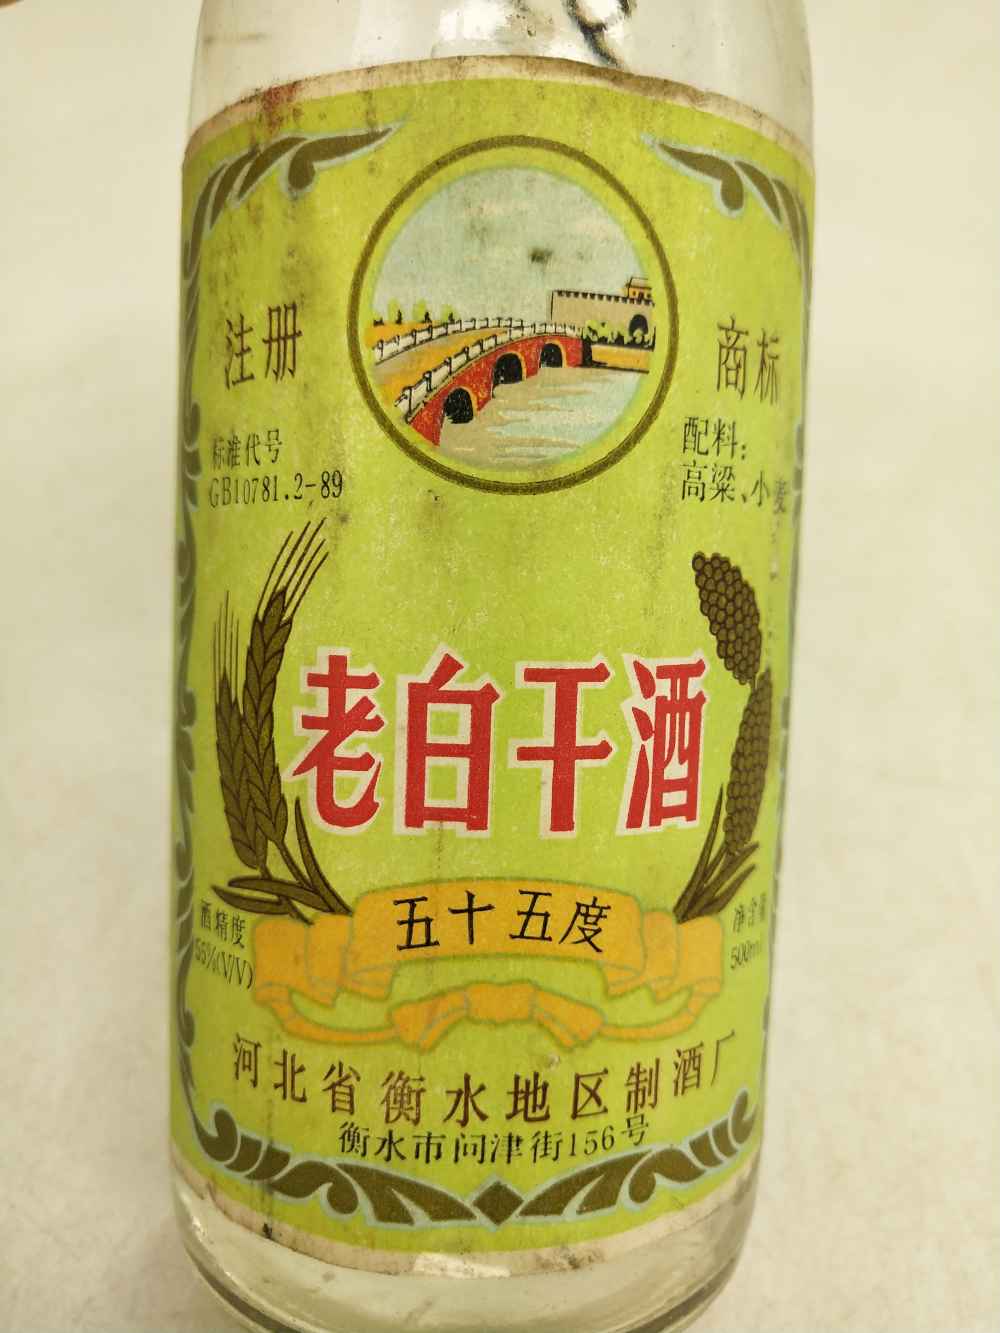 注册
商标
标准代号
GB10781.2-89
配料:
高粱、小麦
老白干酒
五十五度
酒精度
55%(V/V)
净含量
500ml
河北省衡水地区制酒厂
衡水市问津街156号